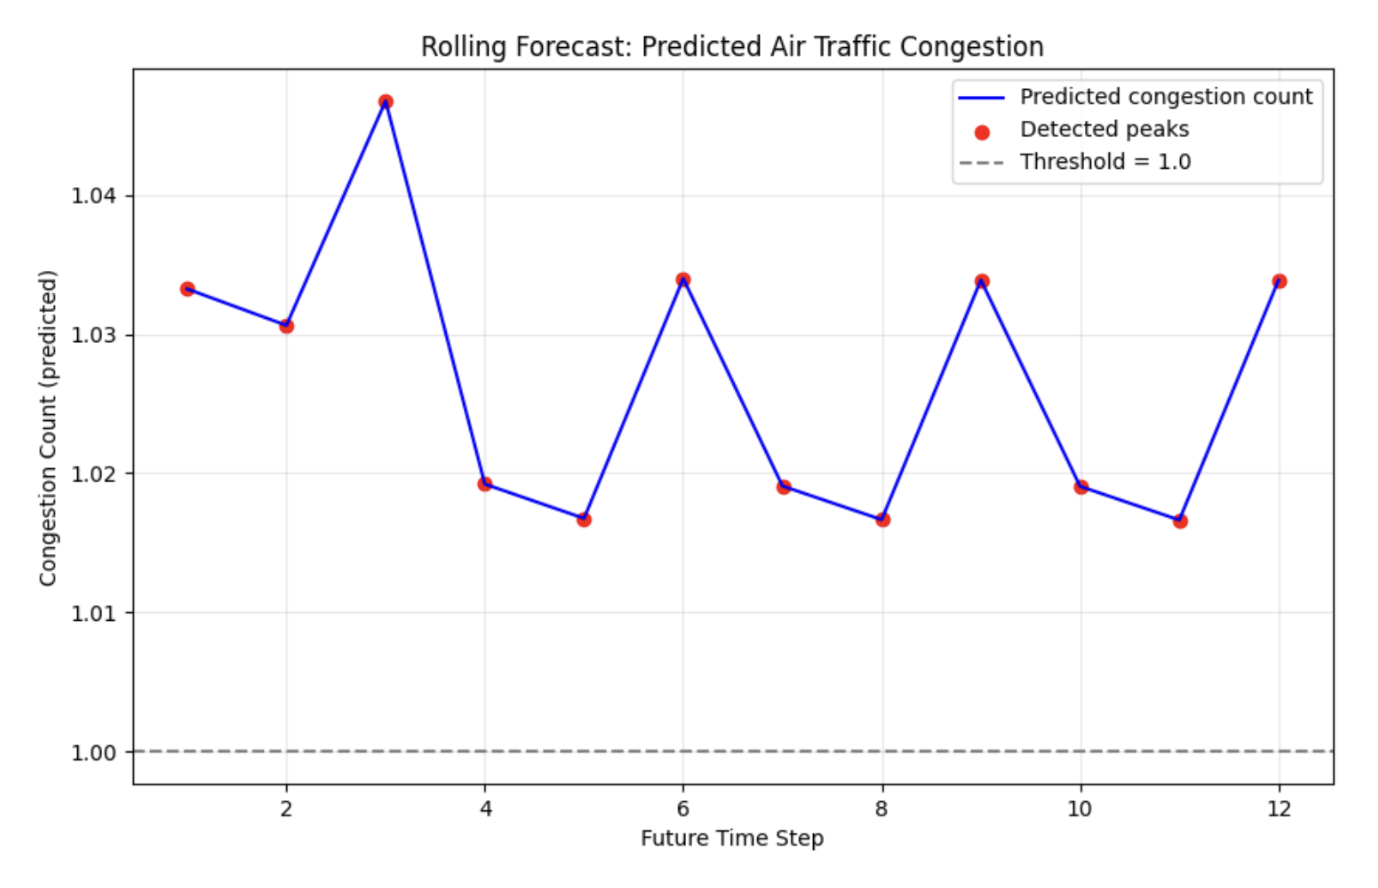 Rolling Forecast: Predicted Air Traffic Congestion
Predicted congestion count
Detected peaks
Threshold = 1.0
1.04
1.03
1.02
1.01
1.00
Congestion Count (predicted)
2
4
6
8
10
12
Future Time Step